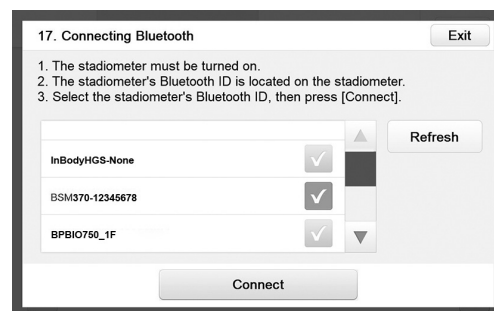 17. Connecting Bluetooth
Exit
1. The stadiometer must be turned on.
2. The stadiometer's Bluetooth ID is located on the stadiometer.
3. Select the stadiometer's Bluetooth ID, then press [Connect].
Refresh
InBodyHGS-None
BSM370-12345678
BPBIO750_1F
Connect